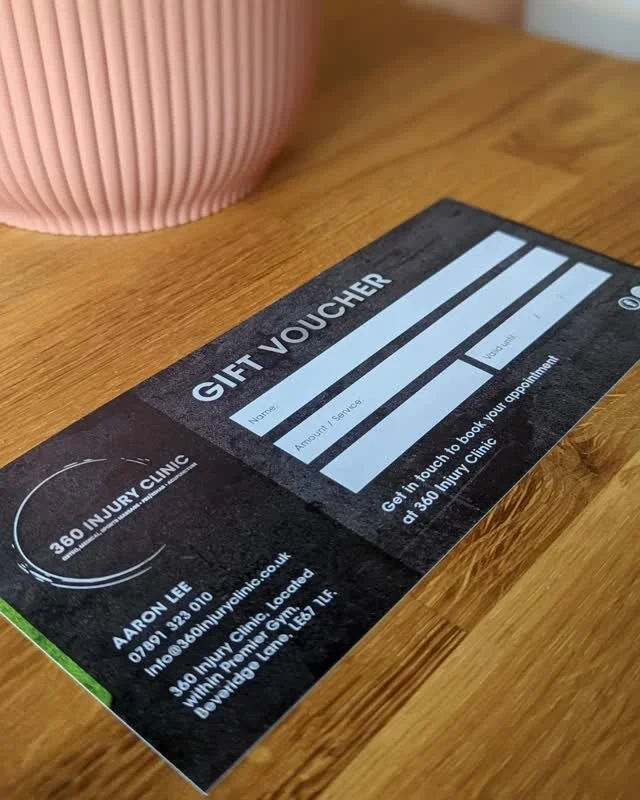 GIFT VOUCHER
Name:
Amount / Service:
Valid until: / /
Get in touch to book your appointment
at 360 Injury Clinic
360 INJURY CLINIC
AARON LEE
07891 323 010
info@360injuryclinic.co.uk
360 Injury Clinic, Located
within Premier Gym,
Beveridge Lane, LE67 1LF.